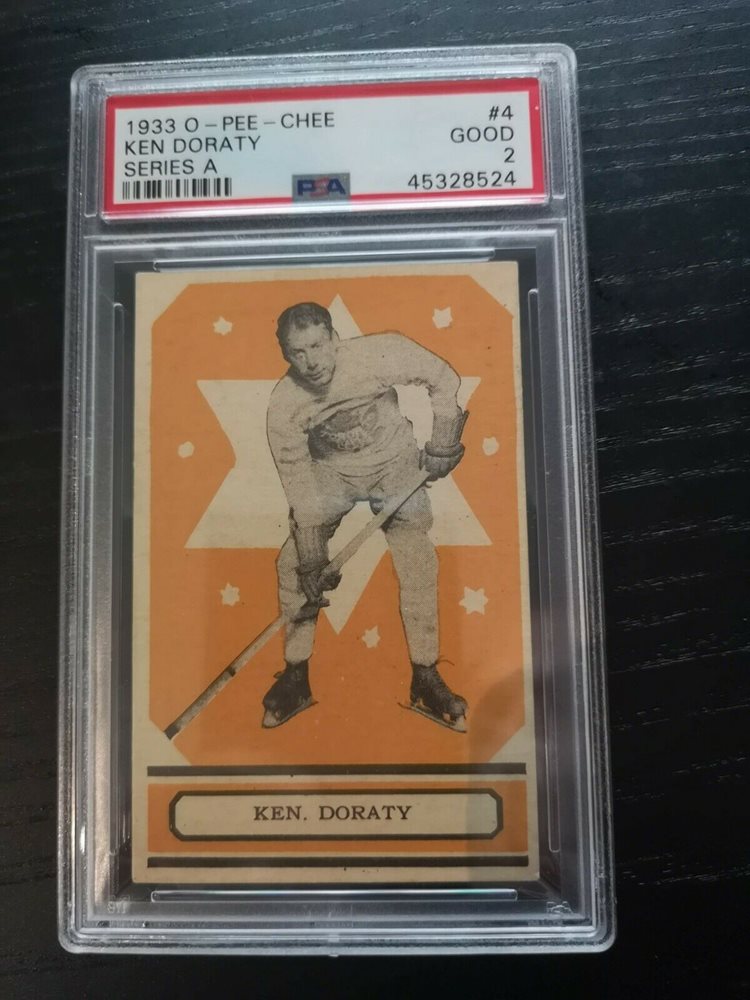 1933 O-PEE-CHEE #4
KEN DORATY GOOD
SERIES A 2
PSA 45328524
KEN. DORATY